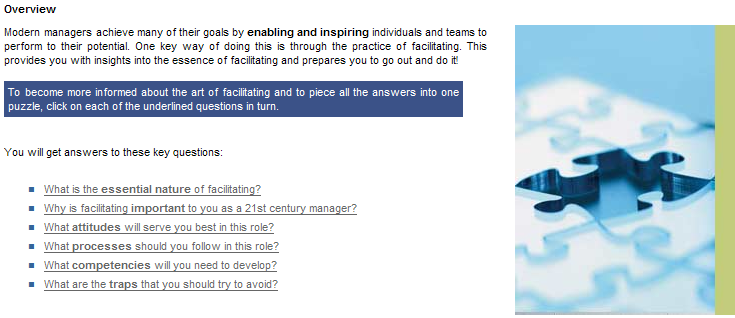 Overview
Modern managers achieve many of their goals by enabling and inspiring individuals and teams to
perform to their potential. One key way of doing this is through the practice of facilitating. This
provides you with insights into the essence of facilitating and prepares you to go out and do it!
To become more informed about the art of facilitating and to piece all the answers into one
puzzle, click on each of the underlined questions in turn.
You will get answers to these key questions:
What is the essential nature of facilitating?
Why is facilitating important to you as a 21st century manager?
What attitudes will serve you best in this role?
What processes should you follow in this role?
What competencies will you need to develop?
What are the traps that you should try to avoid?